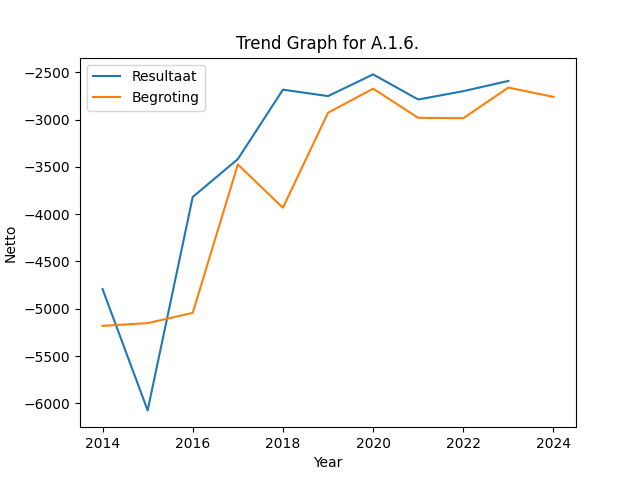 Trend Graph for A.1.6.
Resultaat
Begroting
−2500
−3000
−3500
−4000
−4500
−5000
−5500
−6000
Netto
2014
2016
2018
2020
2022
2024
Year